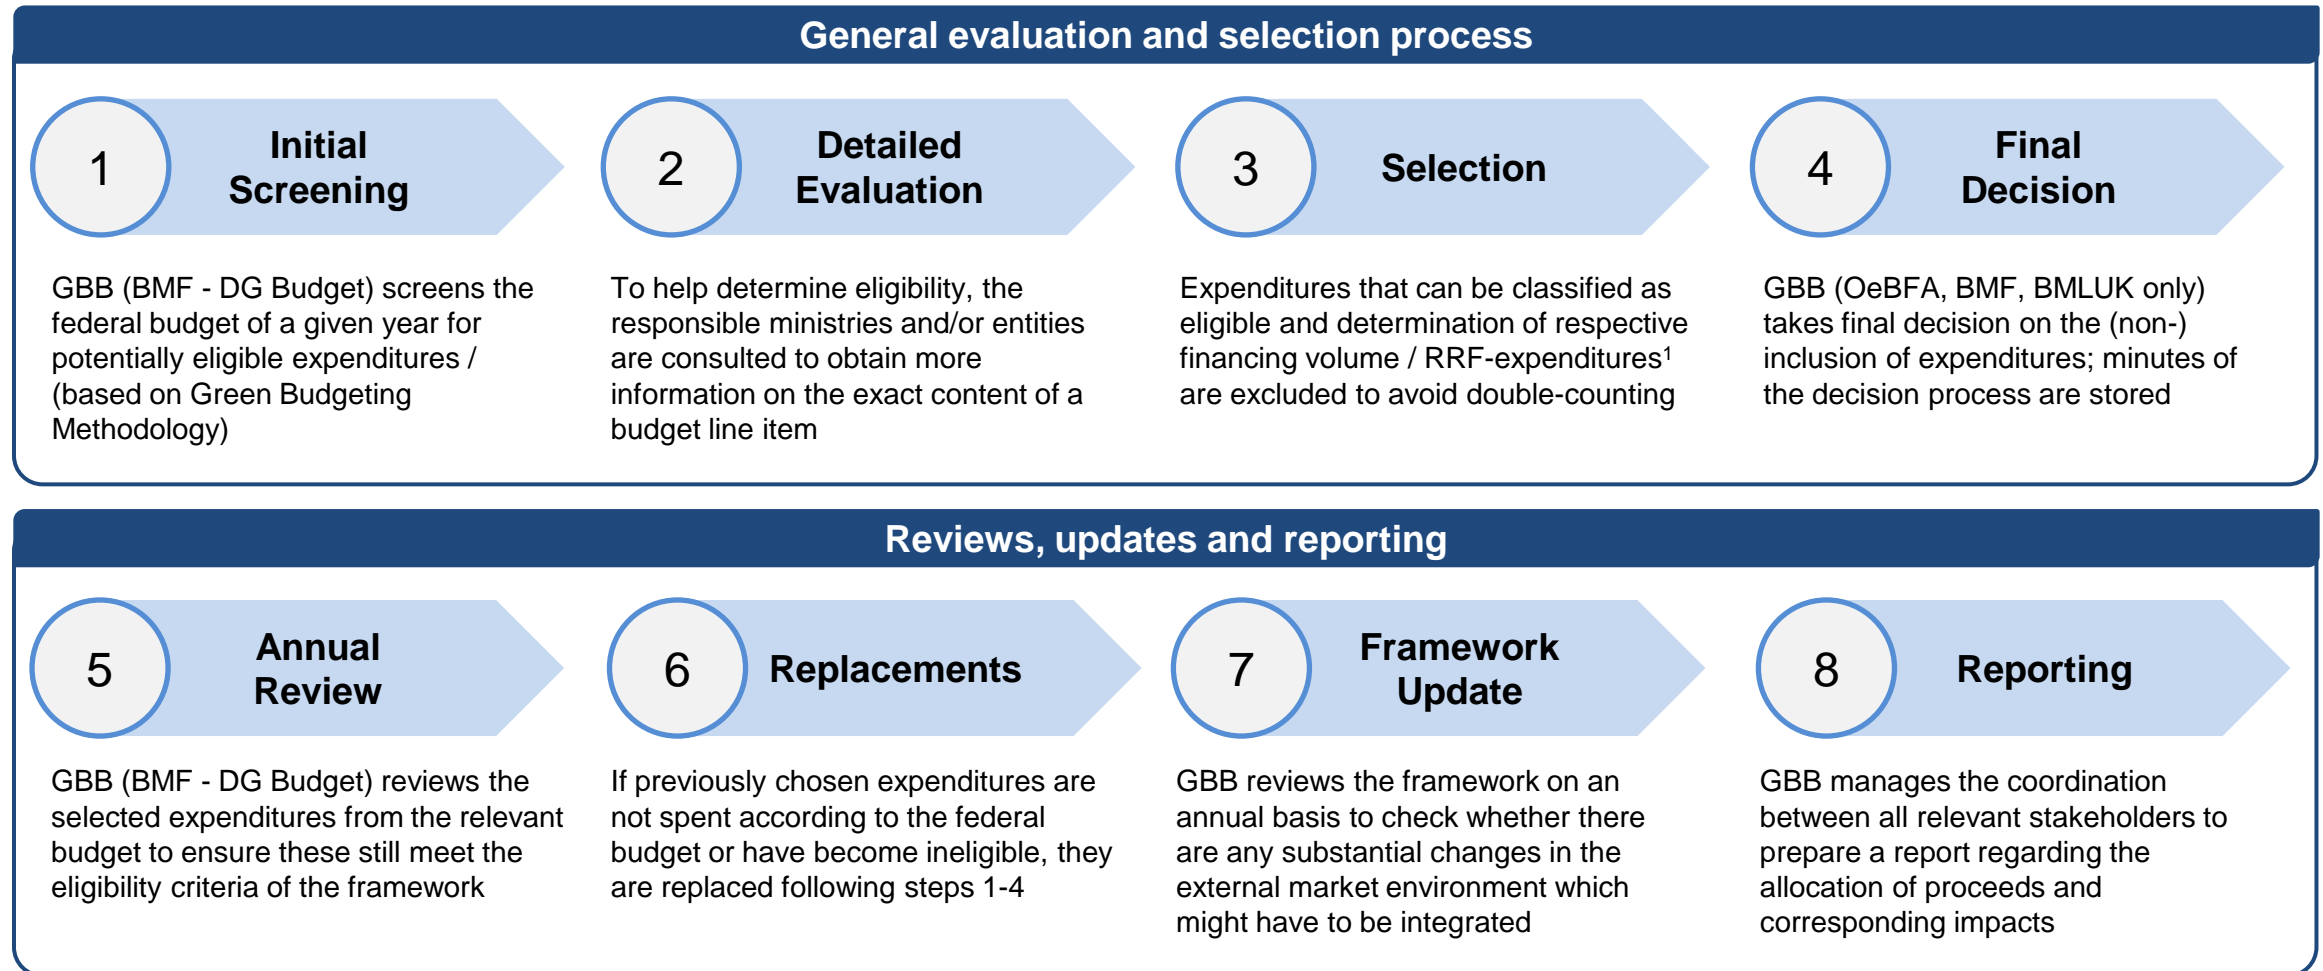 General evaluation and selection process
1
Initial
Screening
GBB (BMF - DG Budget) screens the
federal budget of a given year for
potentially eligible expenditures /
(based on Green Budgeting
Methodology)
2
Detailed
Evaluation
To help determine eligibility, the
responsible ministries and/or entities
are consulted to obtain more
information on the exact content of a
budget line item
3
Selection
Expenditures that can be classified as
eligible and determination of respective
financing volume / RRF-expenditures¹
are excluded to avoid double-counting
4
Final
Decision
GBB (OeBFA, BMF, BMLUK only)
takes final decision on the (non-)
inclusion of expenditures; minutes of
the decision process are stored
Reviews, updates and reporting
5
Annual
Review
GBB (BMF - DG Budget) reviews the
selected expenditures from the relevant
budget to ensure these still meet the
eligibility criteria of the framework
6
Replacements
If previously chosen expenditures are
not spent according to the federal
budget or have become ineligible, they
are replaced following steps 1-4
7
Framework
Update
GBB reviews the framework on an
annual basis to check whether there
are any substantial changes in the
external market environment which
might have to be integrated
8
Reporting
GBB manages the coordination
between all relevant stakeholders to
prepare a report regarding the
allocation of proceeds and
corresponding impacts